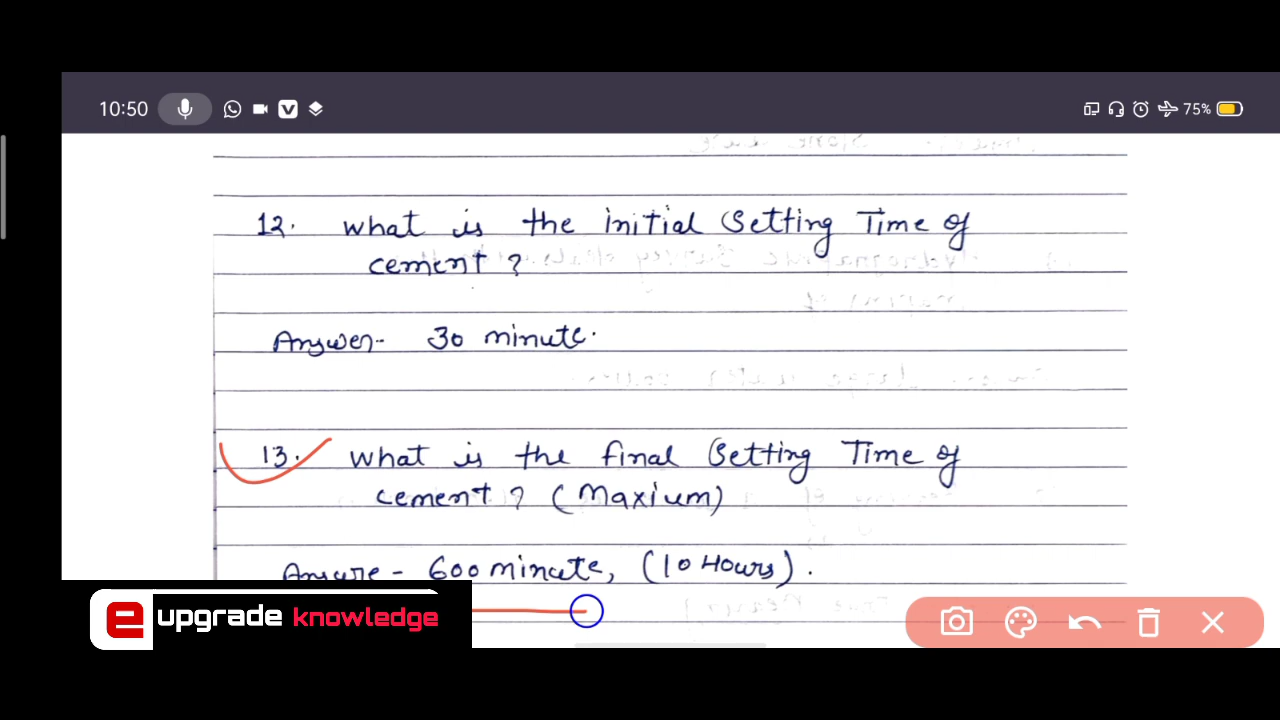 10:50 V 75%
12. What is the initial Setting Time of
cement ?
Answer- 30 minute.
13. What is the final Setting Time of
cement ? (Maxium)
Ansure - 600 minute, (10 Hours).
e upgrade knowledge